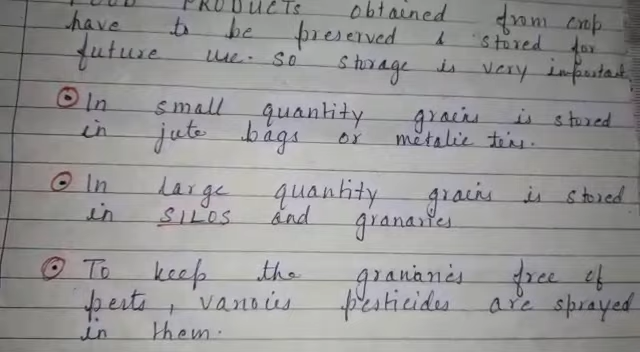 PRODUCTS obtained from crop
have to be preserved & stored for
future use. so storage is very important
In small quantity grains is stored
in jute bags or metalic tins.
In large quantity grains is stored
in SILOS and granaries
To keep the granaries free of
pests, various pesticides are sprayed
in them.